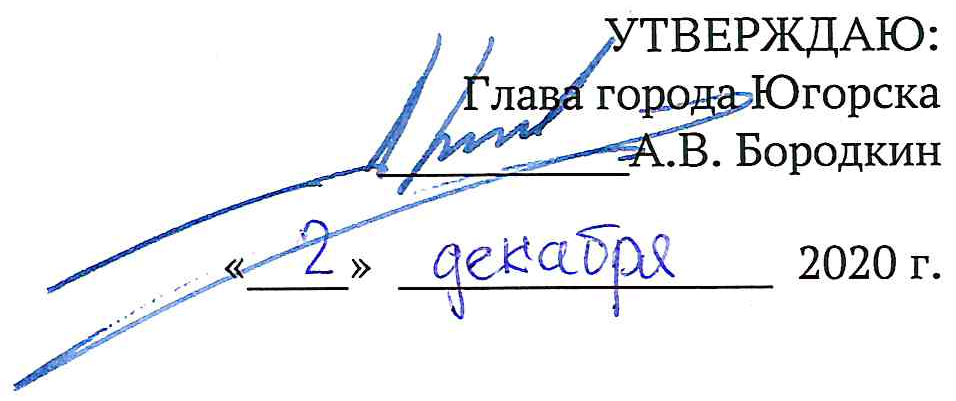 УТВЕРЖДАЮ:
Глава города Югорска
А.В. Бородкин
« 2 » декабря 2020 г.